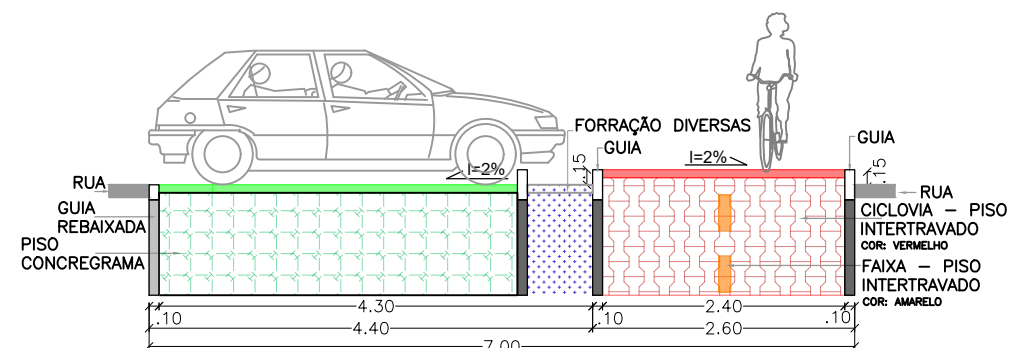 FORRAÇÃO DIVERSAS
GUIA
.15
I=2%
I=2%
GUIA
.15
RUA
RUA
GUIA
REBAIXADA
PISO
CONCREGRAMA
CICLOVIA – PISO
INTERTRAVADO
COR: VERMELHO
FAIXA – PISO
INTERTRAVADO
COR: AMARELO
.10
4.30
.10
2.40
.10
4.40
2.60
7.00